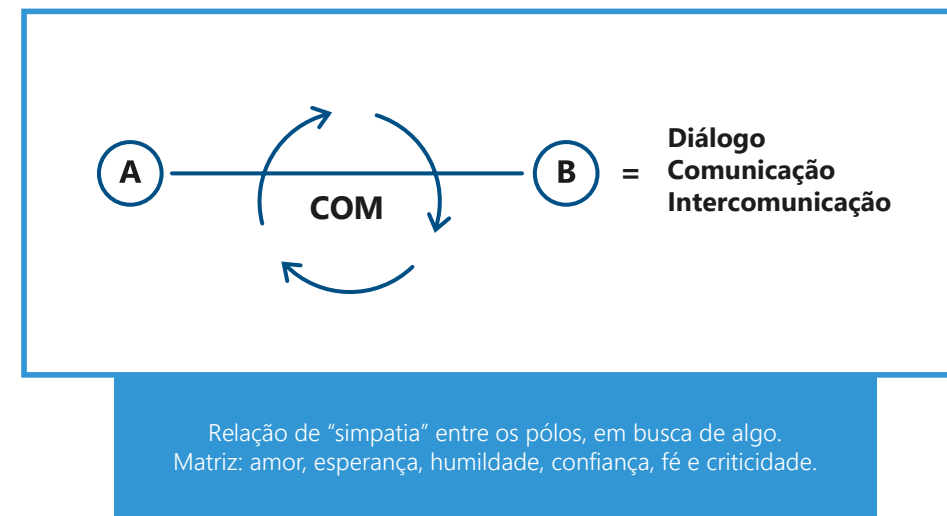 A
COM
B
=
Diálogo
Comunicação
Intercomunicação
Relação de “simpatia” entre os pólos, em busca de algo.
Matriz: amor, esperança, humildade, confiança, fé e criticidade.